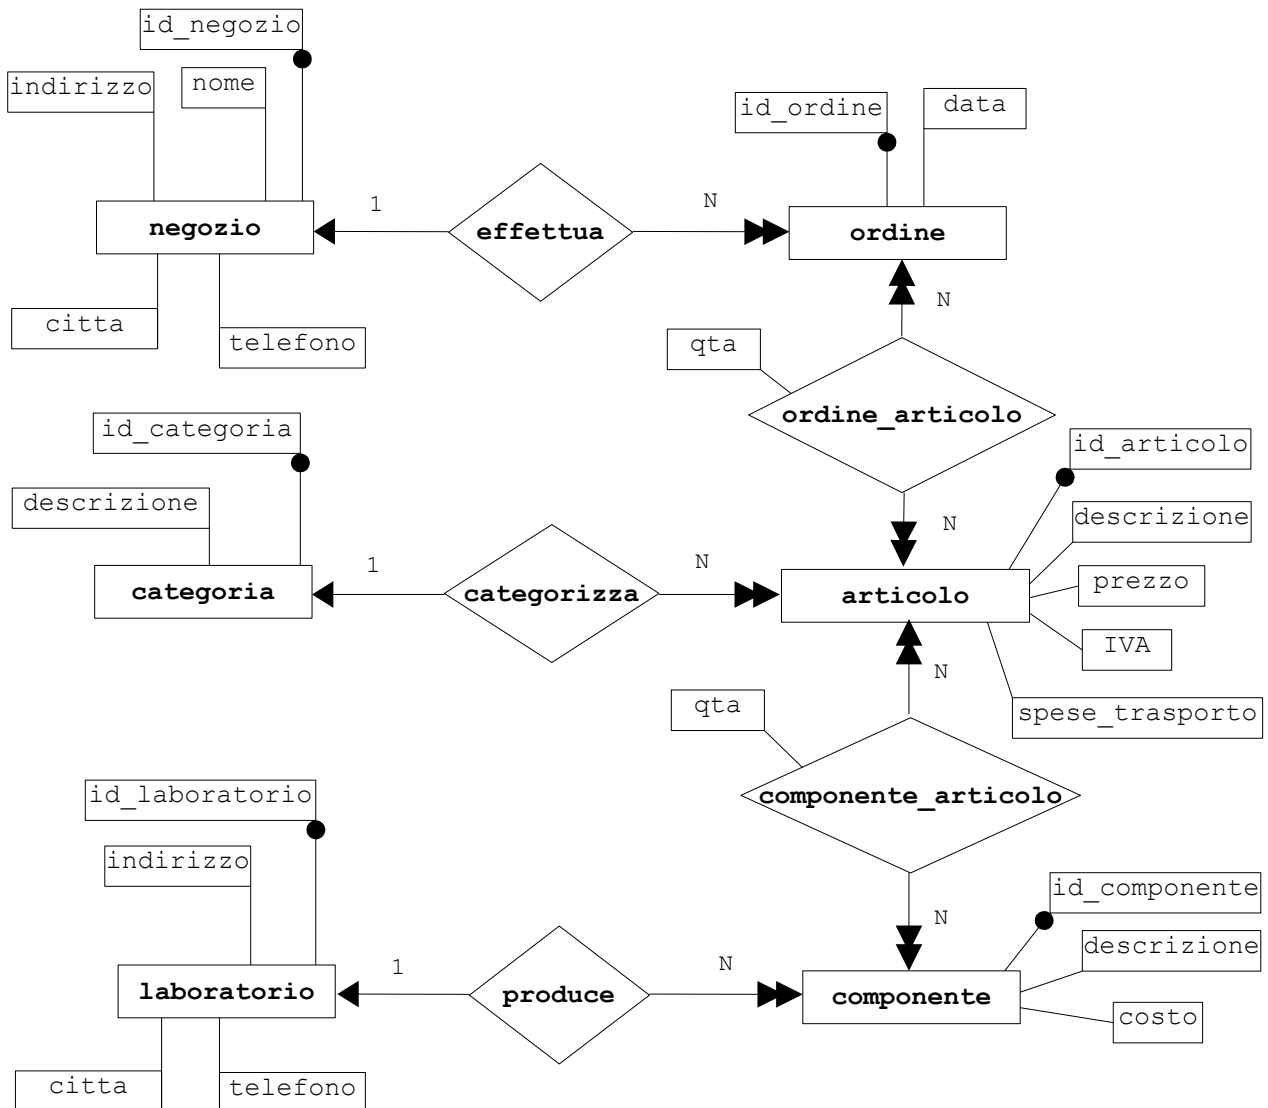 id_negozio
indirizzo
nome
id_ordine
data
1
N
negozio
effettua
ordine
N
citta
telefono
qta
ordine_articolo
id_categoria
id_articolo
descrizione
descrizione
N
1
N
categoria
categorizza
articolo
prezzo
IVA
N
qta
spese_trasporto
id_laboratorio
componente_articolo
indirizzo
id_componente
N
descrizione
1
N
laboratorio
produce
componente
costo
citta
telefono